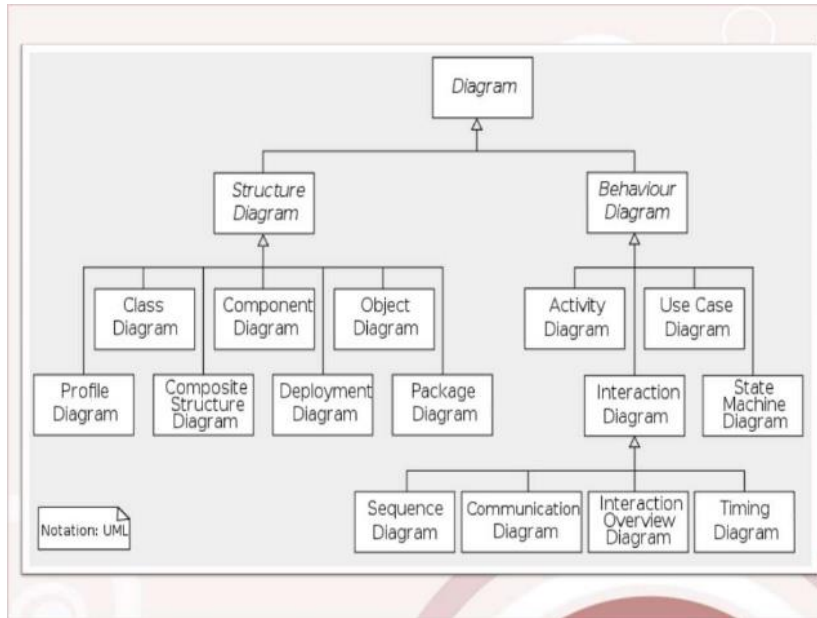 Diagram
Structure
Diagram
Behaviour
Diagram
Class
Diagram
Component
Diagram
Object
Diagram
Activity
Diagram
Use Case
Diagram
Profile
Diagram
Composite
Structure
Diagram
Deployment
Diagram
Package
Diagram
Interaction
Diagram
State
Machine
Diagram
Sequence
Diagram
Communication
Diagram
Interaction
Overview
Diagram
Timing
Diagram
Notation: UML